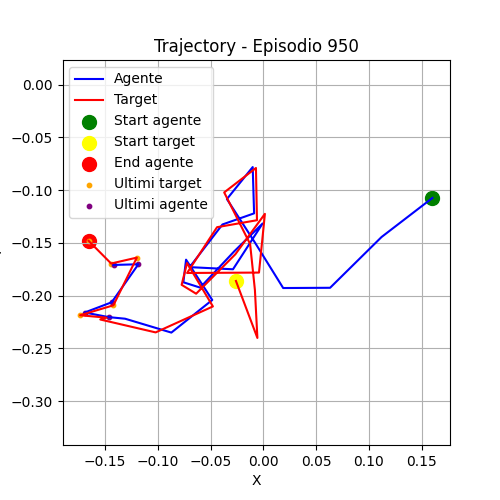 Trajectory - Episodio 950
Agente
Target
Start agente
Start target
End agente
Ultimi target
Ultimi agente
0.00
−0.05
−0.10
−0.15
−0.20
−0.25
−0.30
−0.15 −0.10 −0.05 0.00 0.05 0.10 0.15
X